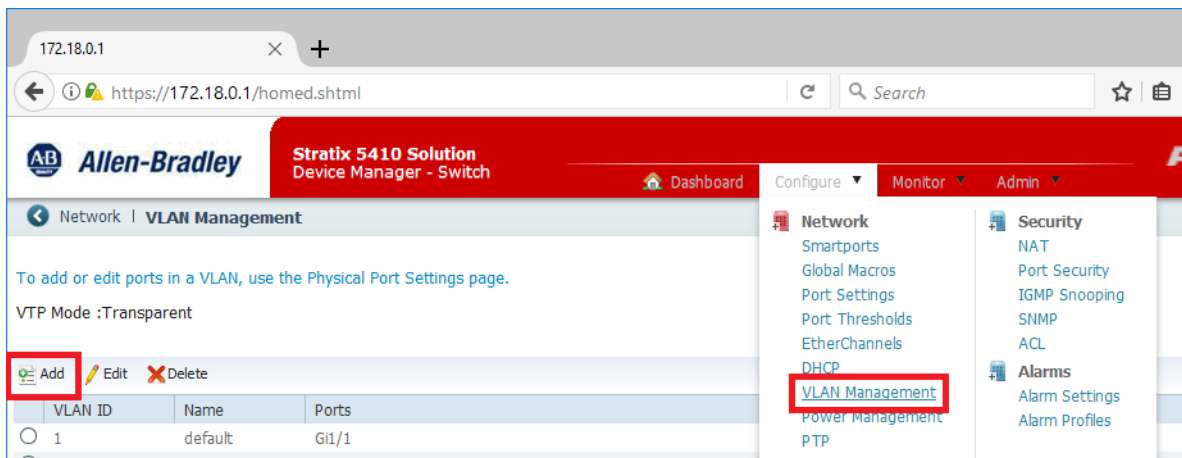 172.18.0.1
https://172.18.0.1/homed.shtml
Search
AB
QUALITY
Allen-Bradley
Stratix 5410 Solution
Device Manager - Switch
Dashboard
Configure
Monitor
Admin
Network | VLAN Management
To add or edit ports in a VLAN, use the Physical Port Settings page.
VTP Mode :Transparent
Add
Edit
Delete
VLAN ID
Name
Ports
1
default
Gi1/1
Network
Smartports
Global Macros
Port Settings
Port Thresholds
EtherChannels
DHCP
VLAN Management
Power Management
PTP
Security
NAT
Port Security
IGMP Snooping
SNMP
ACL
Alarms
Alarm Settings
Alarm Profiles